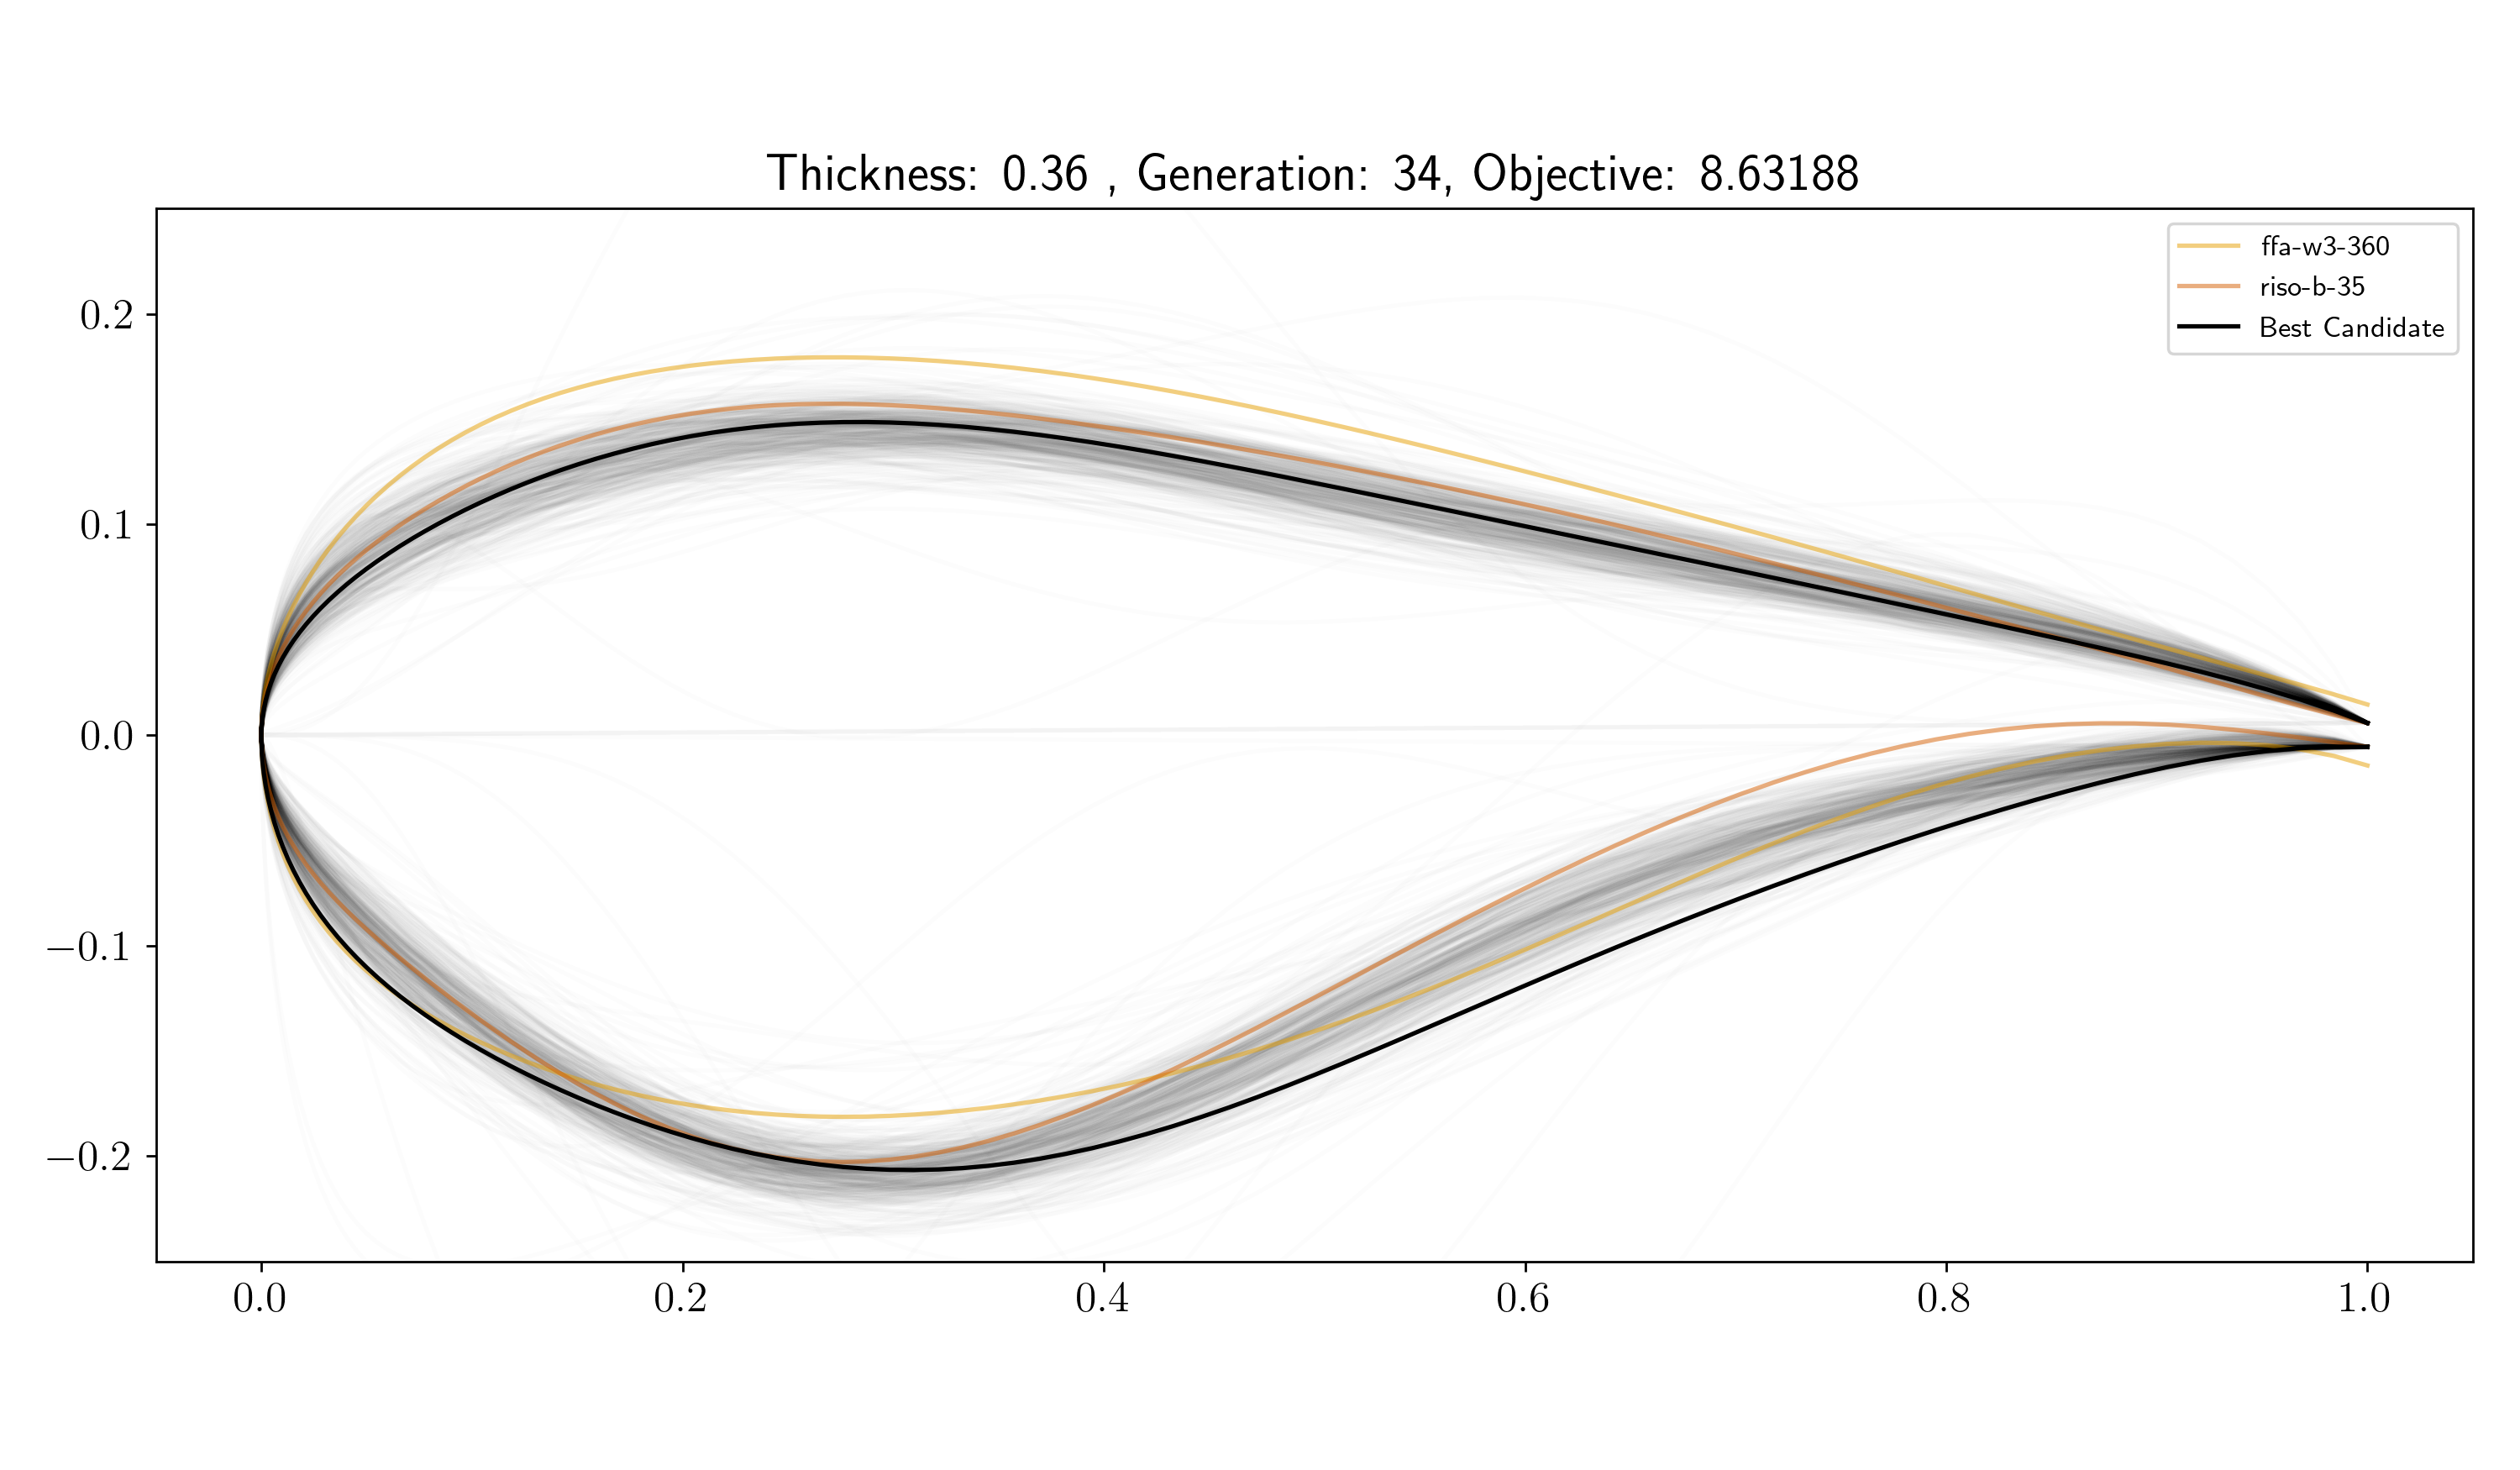 Thickness: 0.36 , Generation: 34, Objective: 8.63188
ffa-w3-360
riso-b-35
Best Candidate
0.2
0.1
0.0
−0.1
−0.2
0.0 0.2 0.4 0.6 0.8 1.0